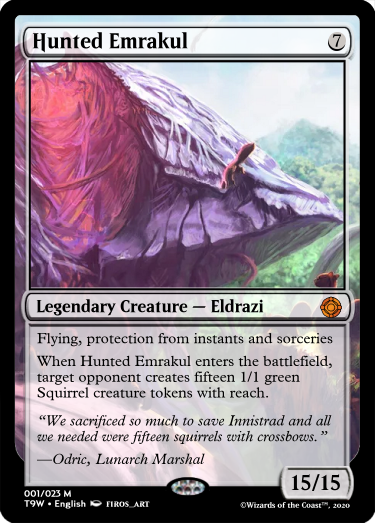 Hunted Emrakul 7
Legendary Creature — Eldrazi
Flying, protection from instants and sorceries
When Hunted Emrakul enters the battlefield,
target opponent creates fifteen 1/1 green
Squirrel creature tokens with reach.
“We sacrificed so much to save Innistrad and all
we needed were fifteen squirrels with crossbows.”
—Odric, Lunarch Marshal
15/15
001/023 M
T9W • English FIROS_ART
©Wizards of the Coast™, 2020